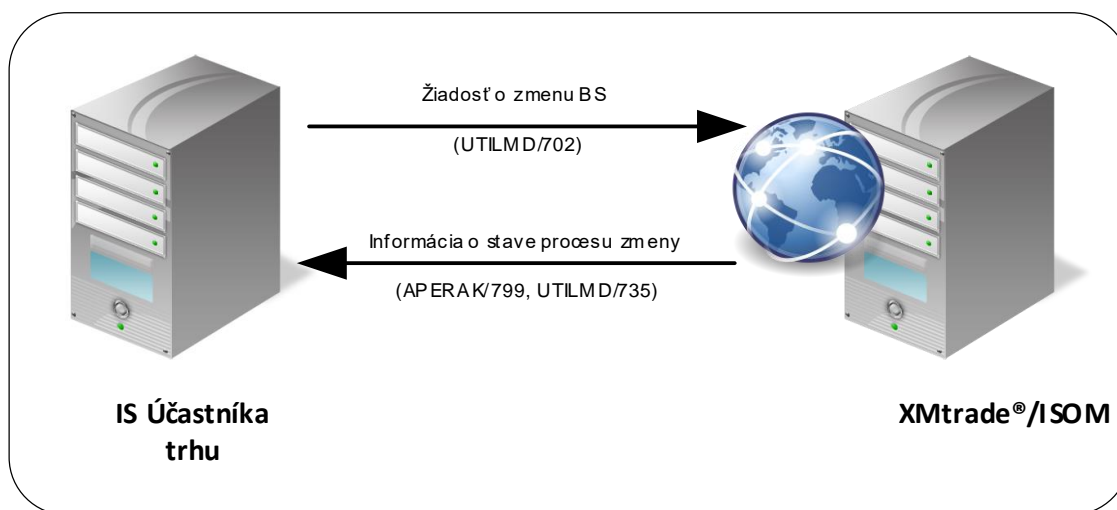 Žiadosť o zmenu BS
(UTILMD/702)
Informácia o stave procesu zmeny
(APERAK/799, UTILMD/735)
IS Účastníka
trhu
XMtrade®/ISOM